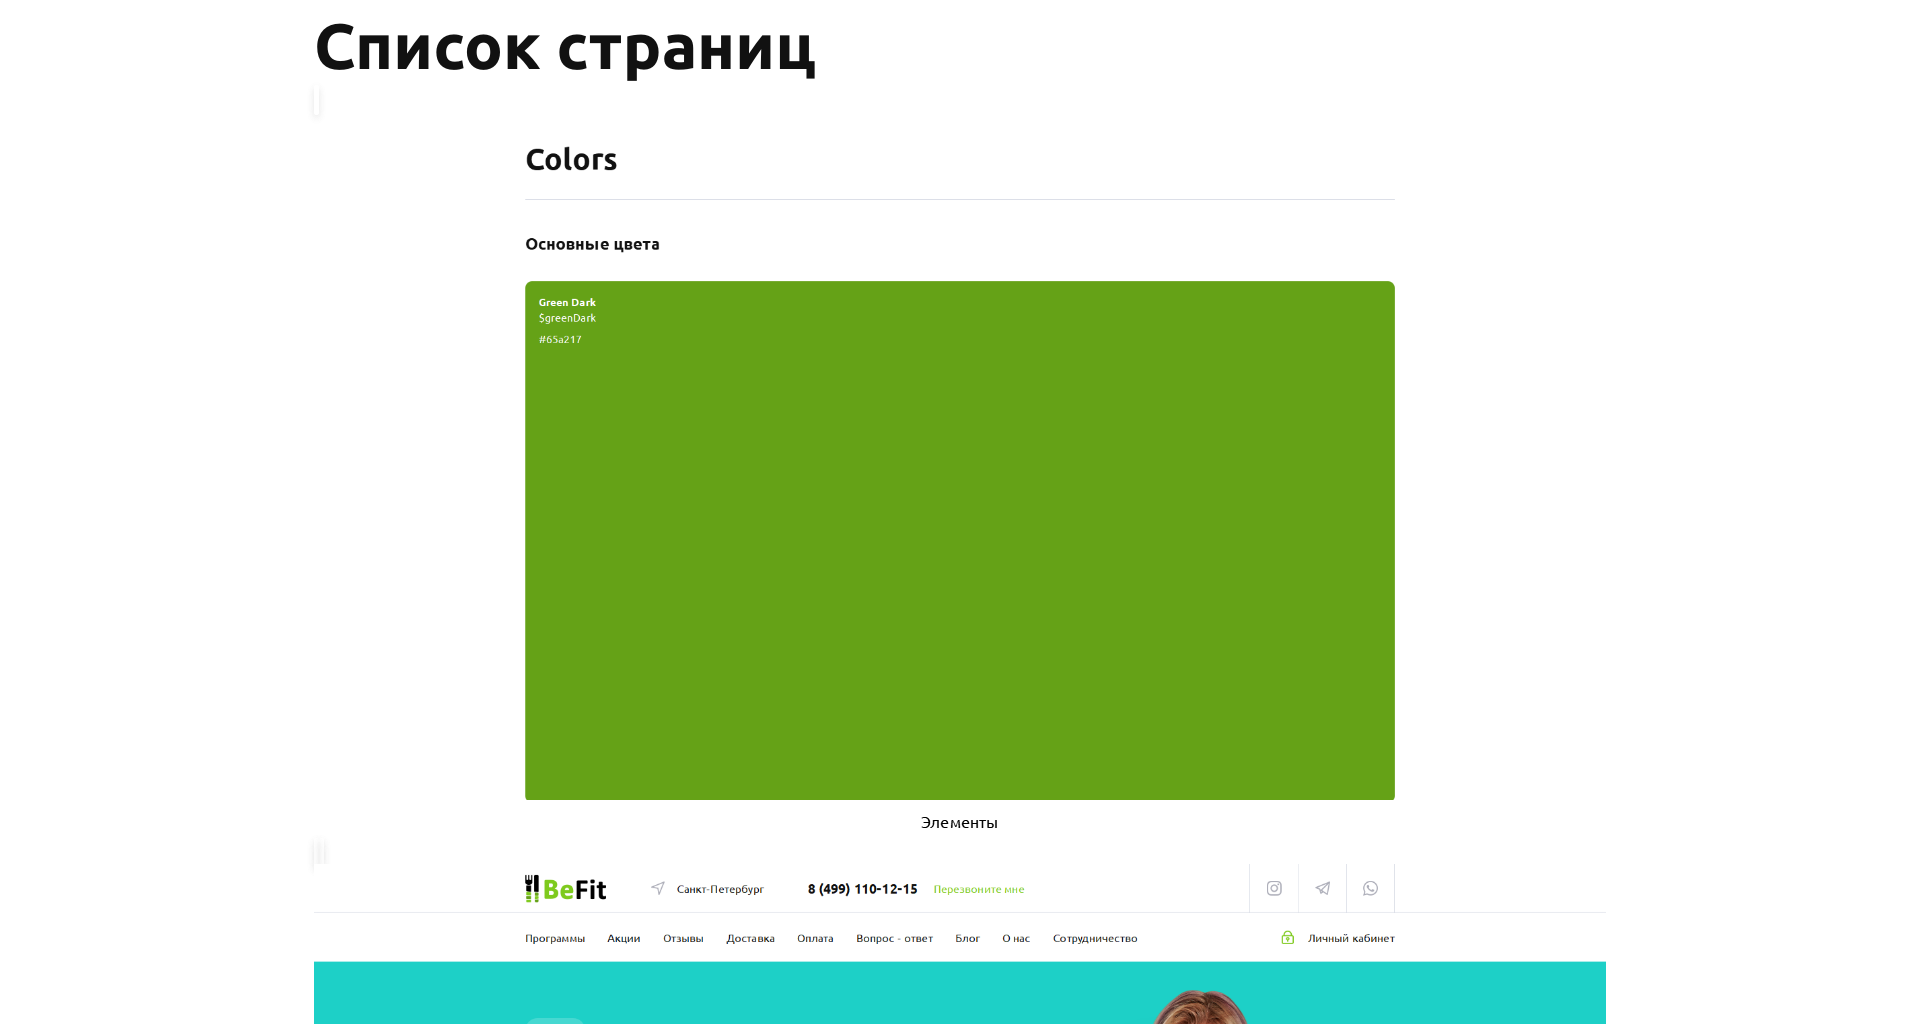 Список страниц
Colors
Основные цвета
Green Dark
$greenDark
#65a217
Элементы
BeFit
Санкт-Петербург
8 (499) 110-12-15
Перезвоните мне
Программы Акции Отзывы Доставка Оплата Вопрос - ответ Блог О нас Сотрудничество Личный кабинет